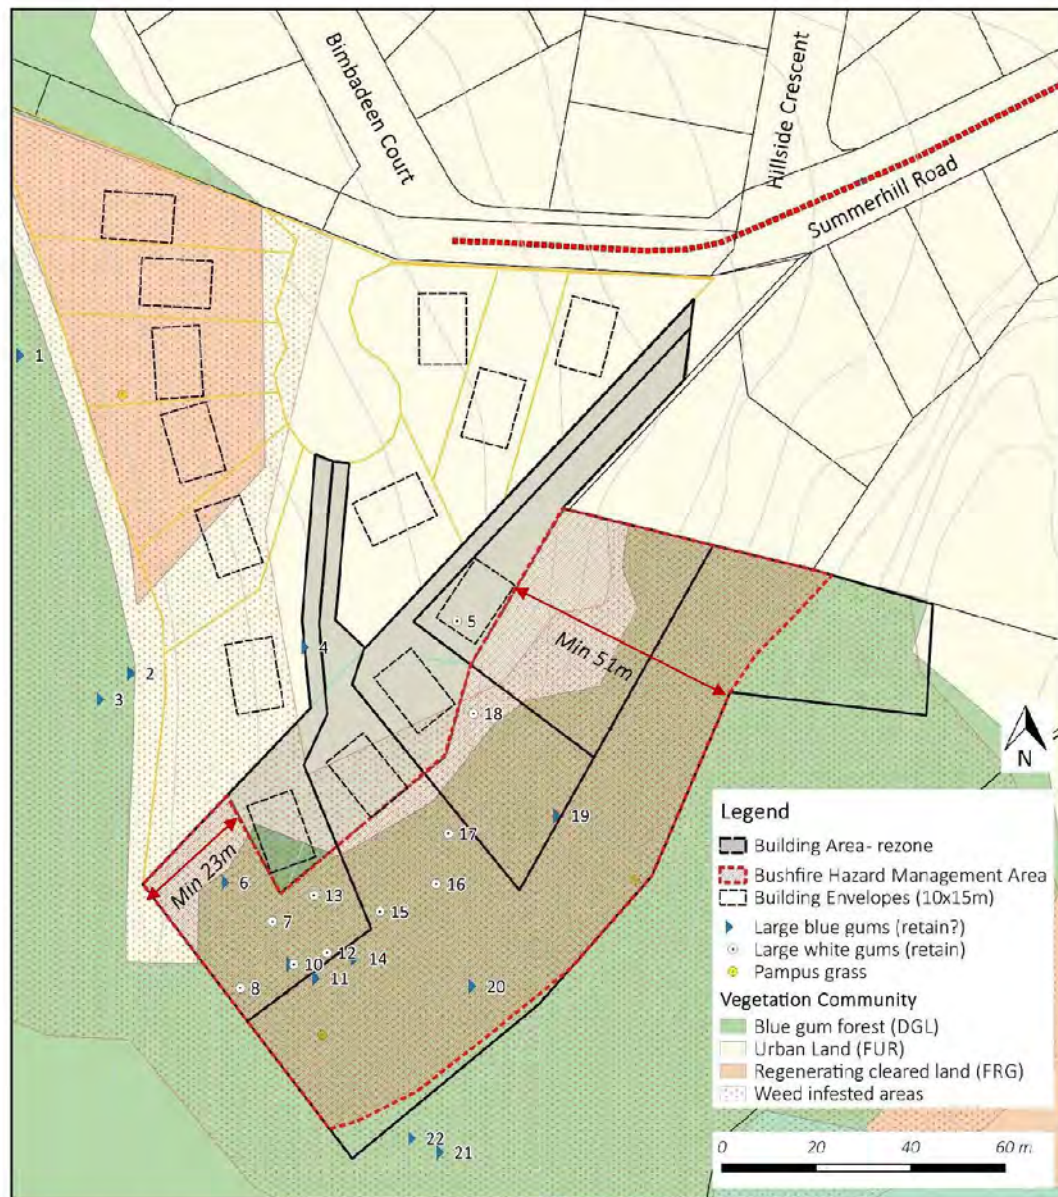 Bimbadeen Court
Hillside Crescent
Summerhill Road
1
2
3
4
5
Min 51m
18
19
Min 23m
6
17
13
16
7
15
12
10
14
11
8
20
22
21
N
Legend
Building Area- rezone
Bushfire Hazard Management Area
Building Envelopes (10x15m)
Large blue gums (retain?)
Large white gums (retain)
Pampus grass
Vegetation Community
Blue gum forest (DGL)
Urban Land (FUR)
Regenerating cleared land (FRG)
Weed infested areas
0 20 40 60 m